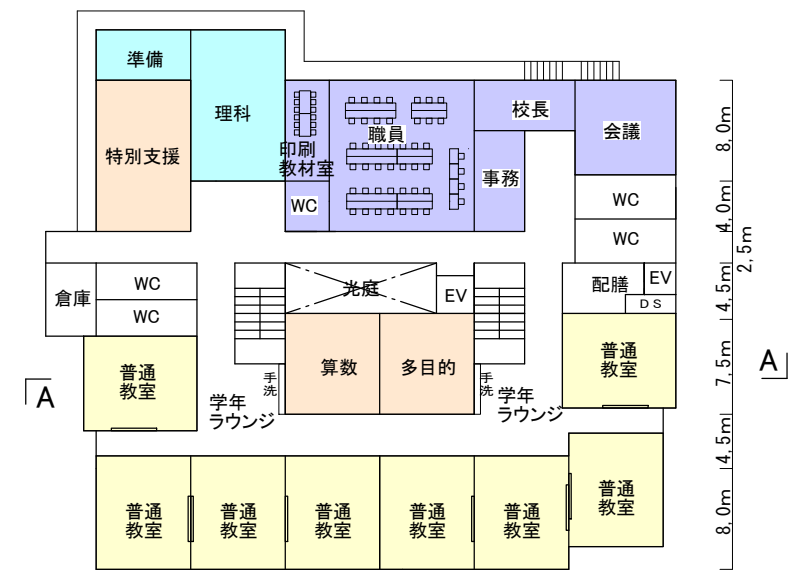 準備
理科
特別支援
印刷
教材室
職員
校長
会議
WC
事務
WC
WC
8,0m
4,0m
2,5m
倉庫
WC
WC
光庭
EV
配膳
EV
DS
4,5m
普通
教室
算数
多目的
普通
教室
手洗
手洗
学年
ラウンジ
学年
ラウンジ
A
A
7,5m
4,5m
普通
教室
普通
教室
普通
教室
普通
教室
普通
教室
普通
教室
8,0m